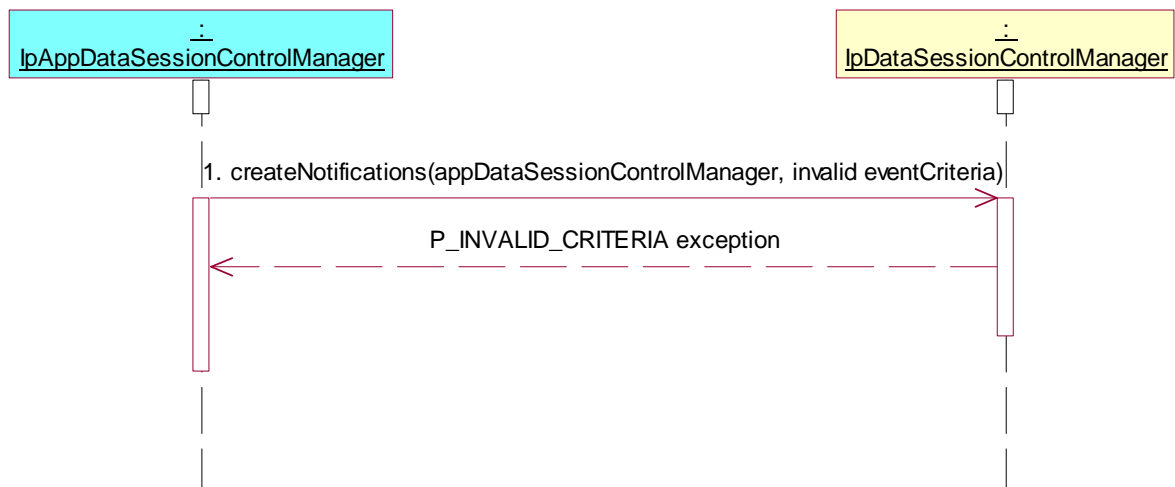 :
IpAppDataSessionControlManager
:
IpDataSessionControlManager
1. createNotifications(appDataSessionControlManager, invalid eventCriteria)
P_INVALID_CRITERIA exception